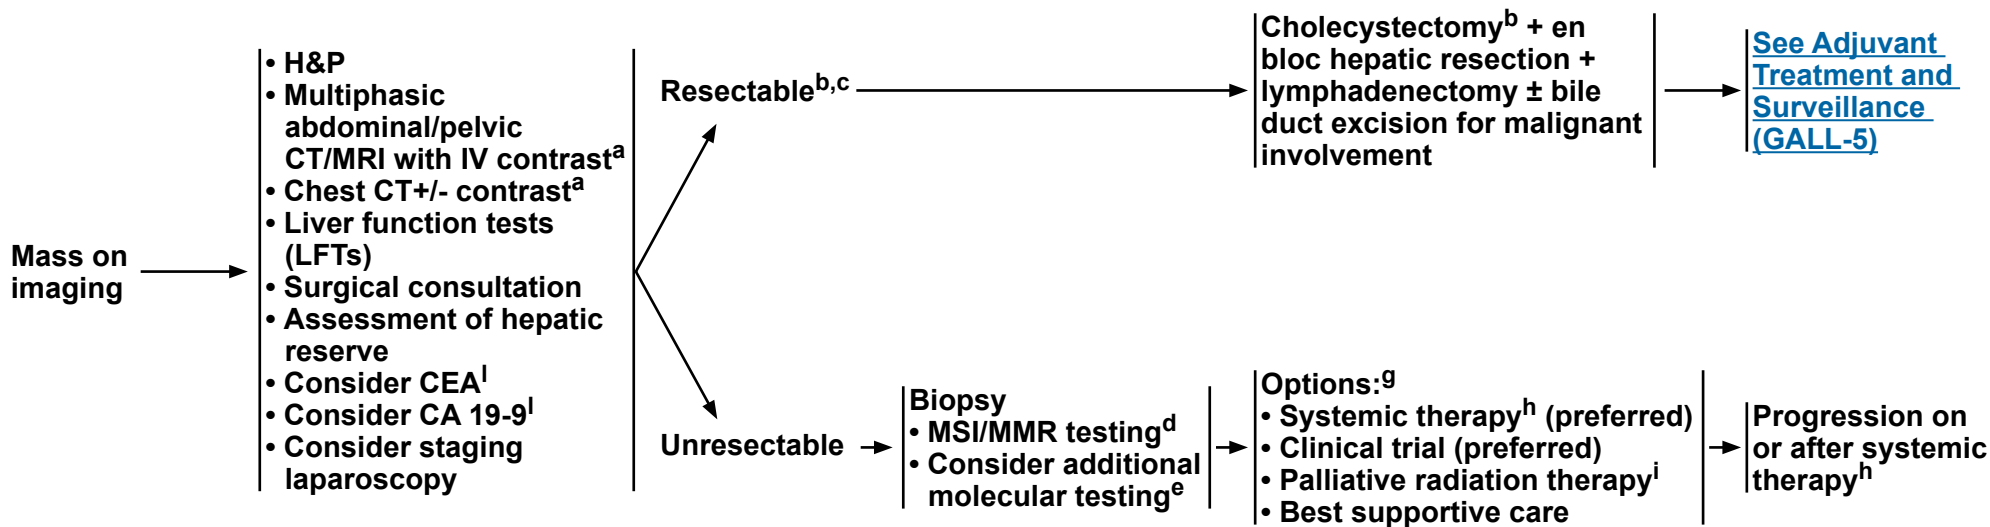 Mass on
imaging
• H&P
• Multiphasic
abdominal/pelvic
CT/MRI with IV contrastᵃ
• Chest CT+/- contrastᵃ
• Liver function tests
(LFTs)
• Surgical consultation
• Assessment of hepatic
reserve
• Consider CEAˡ
• Consider CA 19-9ˡ
• Consider staging
laparoscopy
Resectableᵇ,ᶜ
Cholecystectomyᵇ + en
bloc hepatic resection +
lymphadenectomy ± bile
duct excision for malignant
involvement
See Adjuvant
Treatment and
Surveillance
(GALL-5)
Unresectable
Biopsy
• MSI/MMR testingᵈ
• Consider additional
molecular testingᵉ
Options:ᵍ
• Systemic therapyʰ (preferred)
• Clinical trial (preferred)
• Palliative radiation therapyⁱ
• Best supportive care
Progression on
or after systemic
therapyʰ